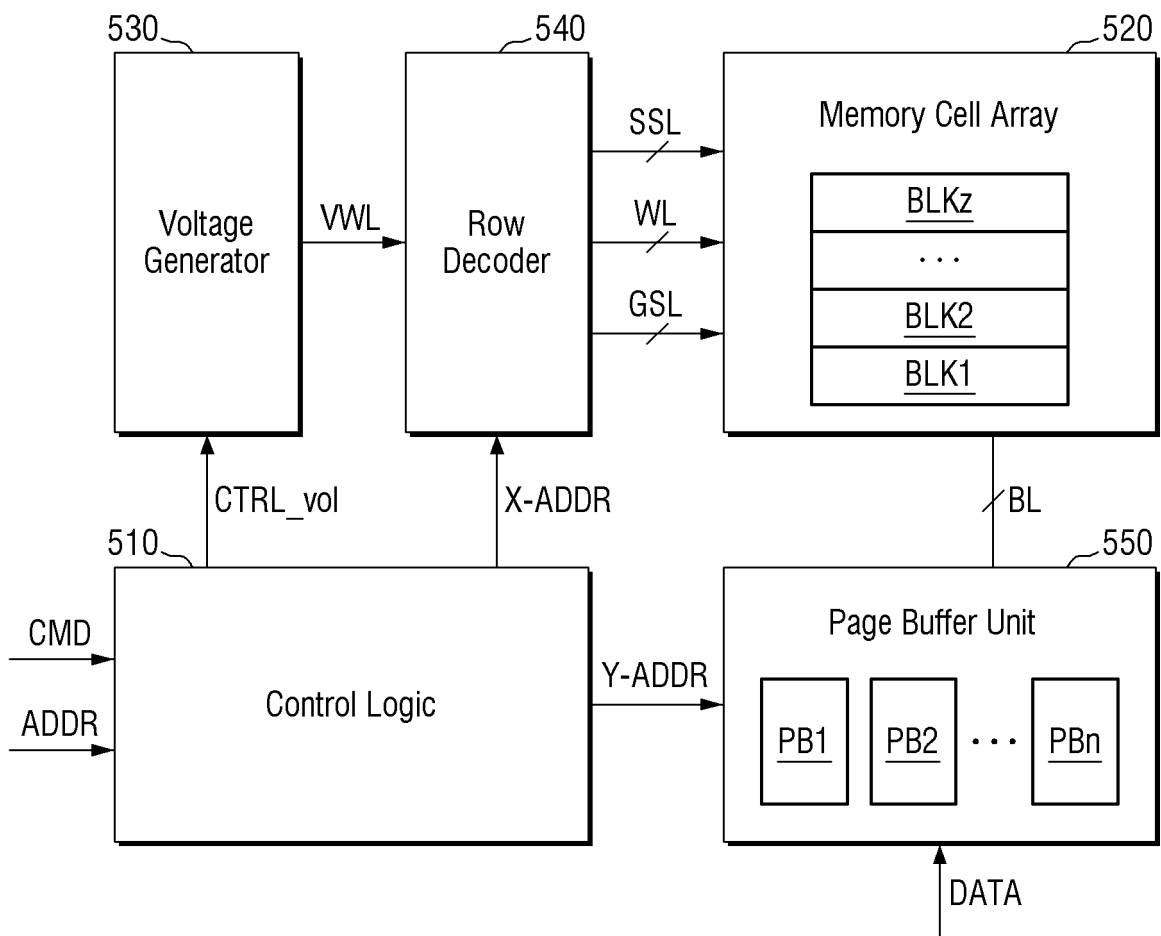 530
540
520
Voltage
Generator
VWL
Row
Decoder
SSL
WL
GSL
Memory Cell Array
BLKz
...
BLK2
BLK1
CTRL_vol
X-ADDR
BL
510
550
CMD
ADDR
Control Logic
Y-ADDR
Page Buffer Unit
PB1
PB2
...
PBn
DATA